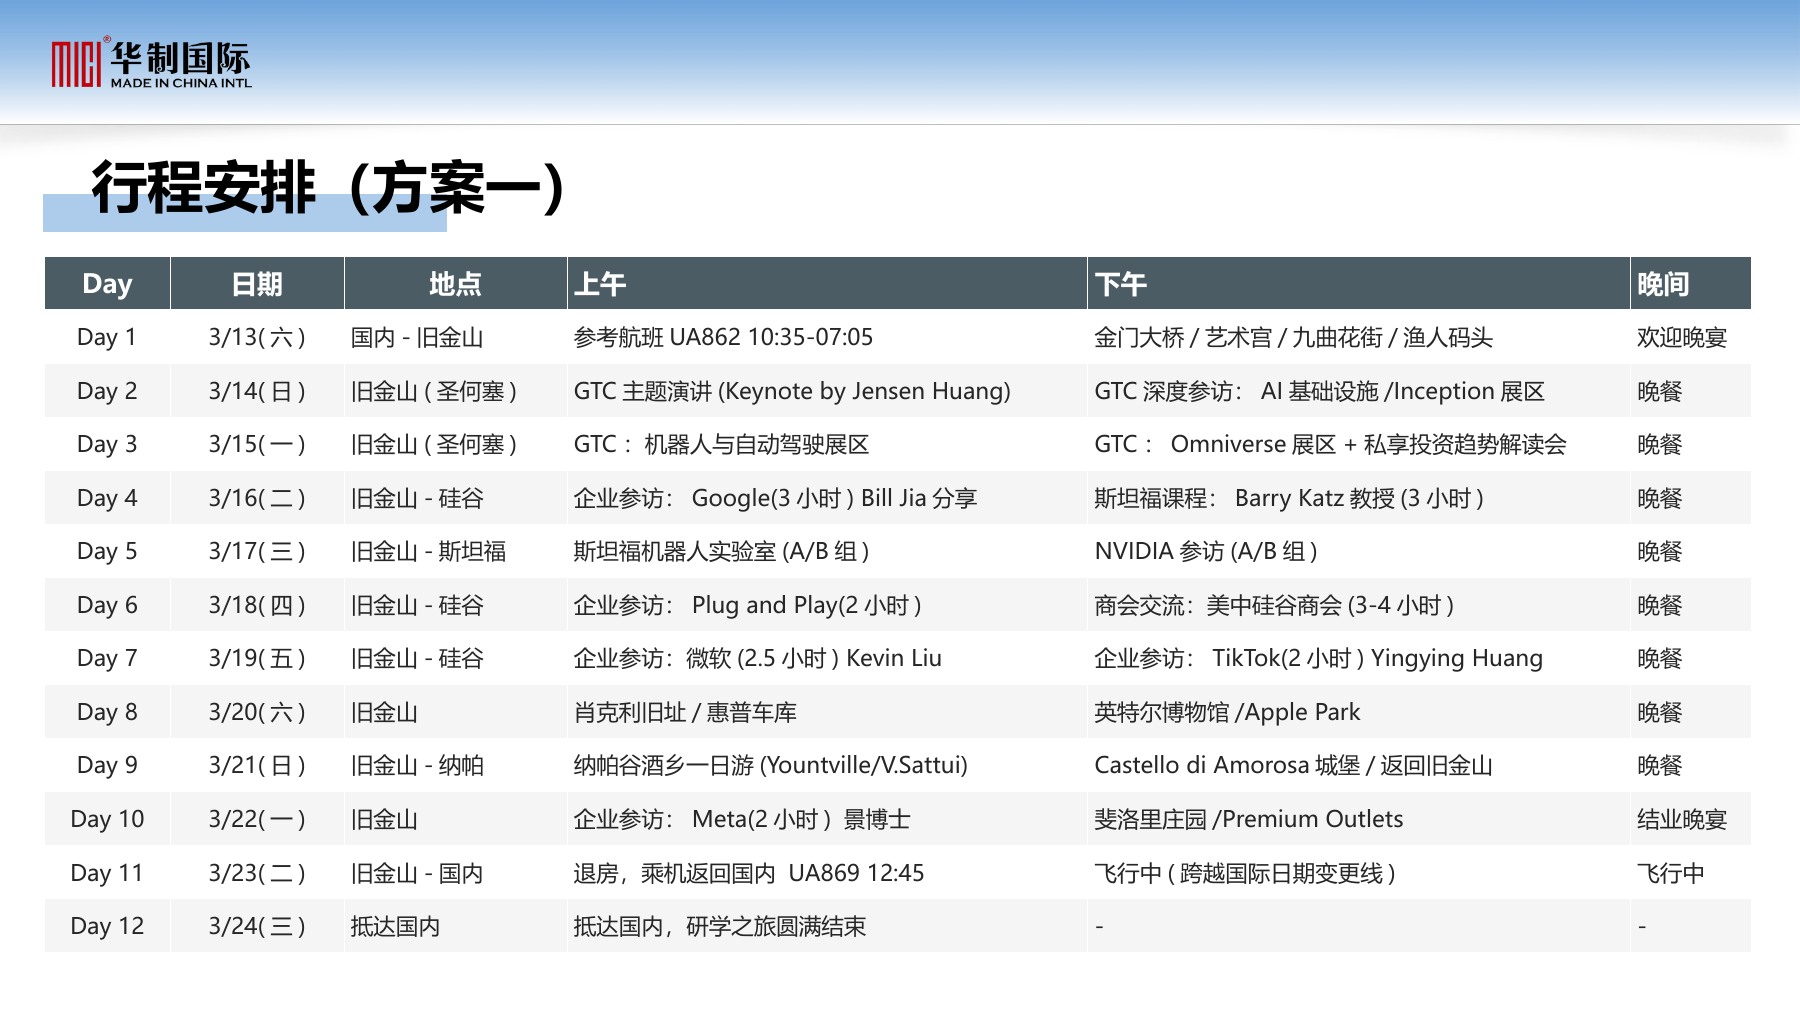 MICI® 华制国际
MADE IN CHINA INTL
行程安排（方案一）
Day 日期 地点 上午 下午 晚间
Day 1 3/13( 六 ) 国内 - 旧金山 参考航班 UA862 10:35-07:05 金门大桥 / 艺术宫 / 九曲花街 / 渔人码头 欢迎晚宴
Day 2 3/14( 日 ) 旧金山 ( 圣何塞 ) GTC 主题演讲 (Keynote by Jensen Huang) GTC 深度参访： AI 基础设施 /Inception 展区 晚餐
Day 3 3/15( 一 ) 旧金山 ( 圣何塞 ) GTC ：机器人与自动驾驶展区 GTC ： Omniverse 展区 + 私享投资趋势解读会 晚餐
Day 4 3/16( 二 ) 旧金山 - 硅谷 企业参访： Google(3 小时 ) Bill Jia 分享 斯坦福课程： Barry Katz 教授 (3 小时 ) 晚餐
Day 5 3/17( 三 ) 旧金山 - 斯坦福 斯坦福机器人实验室 (A/B 组 ) NVIDIA 参访 (A/B 组 ) 晚餐
Day 6 3/18( 四 ) 旧金山 - 硅谷 企业参访： Plug and Play(2 小时 ) 商会交流：美中硅谷商会 (3-4 小时 ) 晚餐
Day 7 3/19( 五 ) 旧金山 - 硅谷 企业参访：微软 (2.5 小时 ) Kevin Liu 企业参访： TikTok(2 小时 ) Yingying Huang 晚餐
Day 8 3/20( 六 ) 旧金山 肖克利旧址 / 惠普车库 英特尔博物馆 /Apple Park 晚餐
Day 9 3/21( 日 ) 旧金山 - 纳帕 纳帕谷酒乡一日游 (Yountville/V.Sattui) Castello di Amorosa 城堡 / 返回旧金山 晚餐
Day 10 3/22( 一 ) 旧金山 企业参访： Meta(2 小时 ) 景博士 斐洛里庄园 /Premium Outlets 结业晚宴
Day 11 3/23( 二 ) 旧金山 - 国内 退房，乘机返回国内 UA869 12:45 飞行中 ( 跨越国际日期变更线 ) 飞行中
Day 12 3/24( 三 ) 抵达国内 抵达国内，研学之旅圆满结束 - -